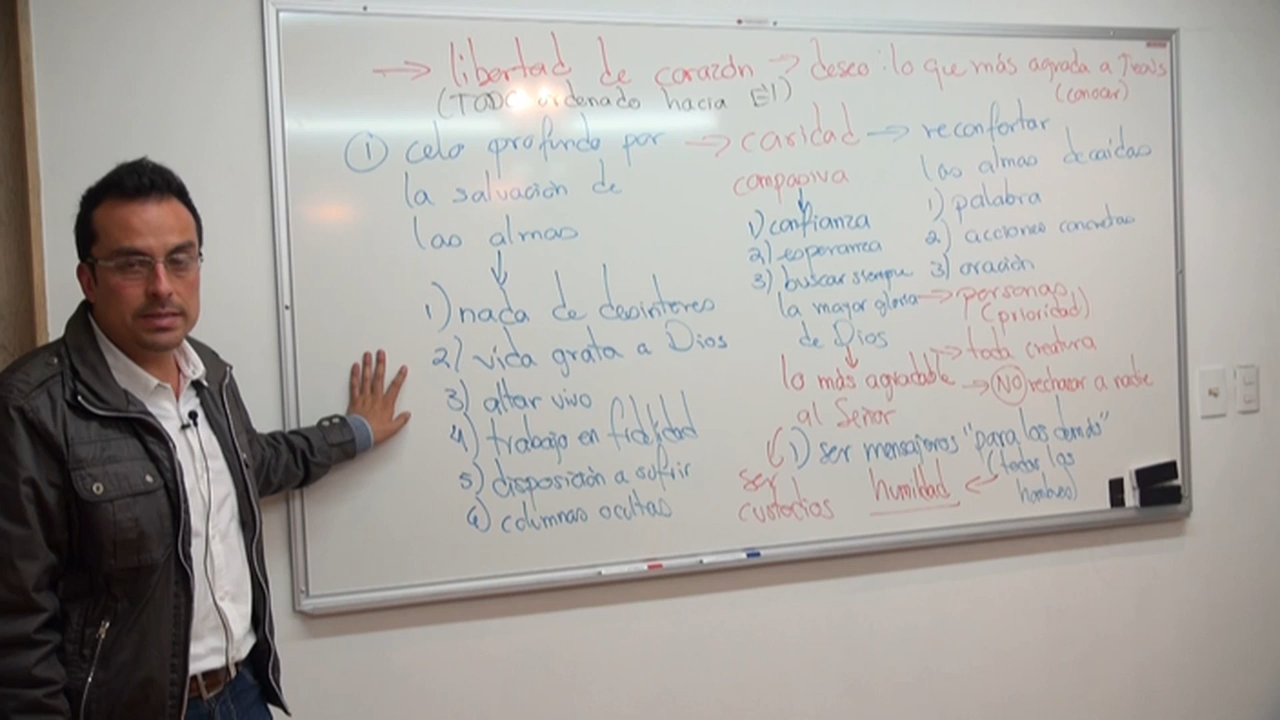 → libertad de corazón → deseo: lo que más agrada a Jesús
(TODO ordenado hacia El) (conocer)
① celo profundo por
la salvación de
las almas
↓
1) nada de desinteres
2) vida grata a Dios
3) altar vivo
4) trabajo en fidelidad
5) disposición a sufrir
6) columnas ocultas
→ caridad
compasiva
↓
1) confianza
2) esperanza
3) buscar siempre
la mayor gloria
de Dios
↓
lo más agradable
al Señor
→ reconfortar
las almas decaidas
1) palabra
2) acciones concretas
3) oración
→ personas
(prioridad)
→ toda creatura
→ NO rechazar a nadie
1) ser mensajeros "para los demás"
(todos los
hombres)
← humildad
ser
custodios